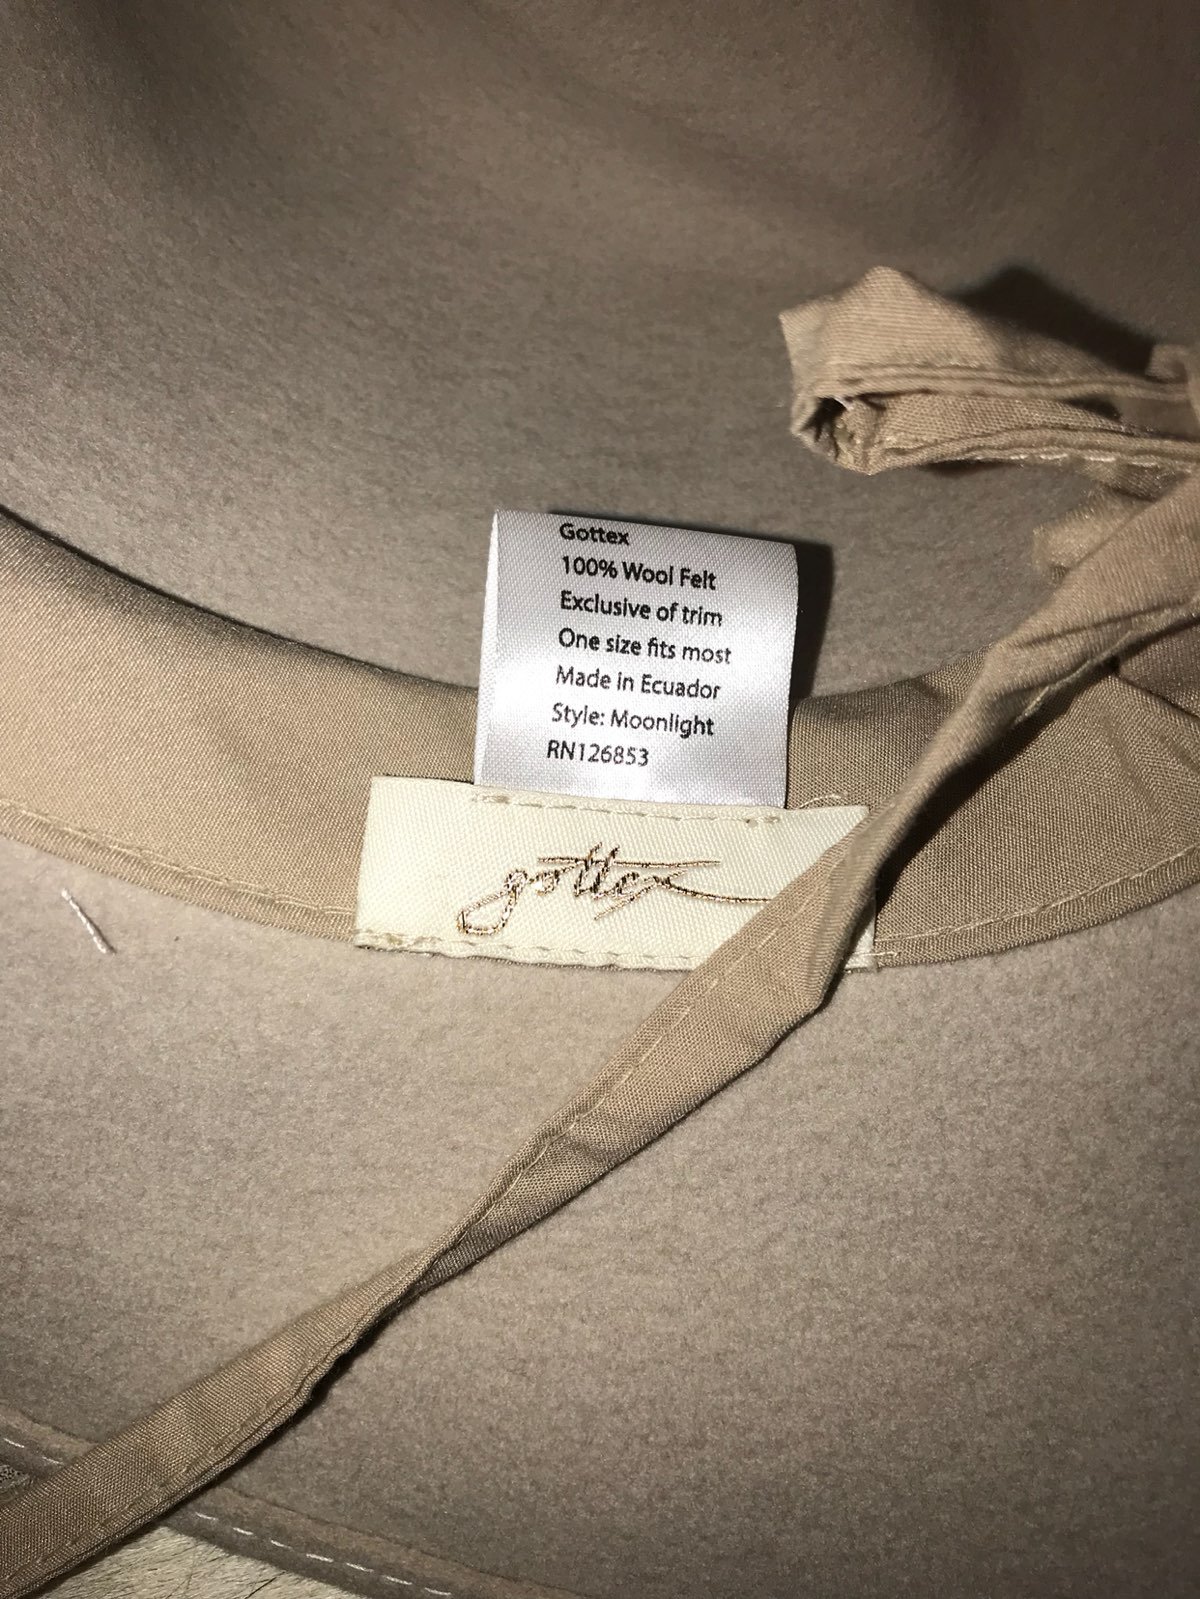 Gottex
100% Wool Felt
Exclusive of trim
One size fits most
Made in Ecuador
Style: Moonlight
RN126853
gottex